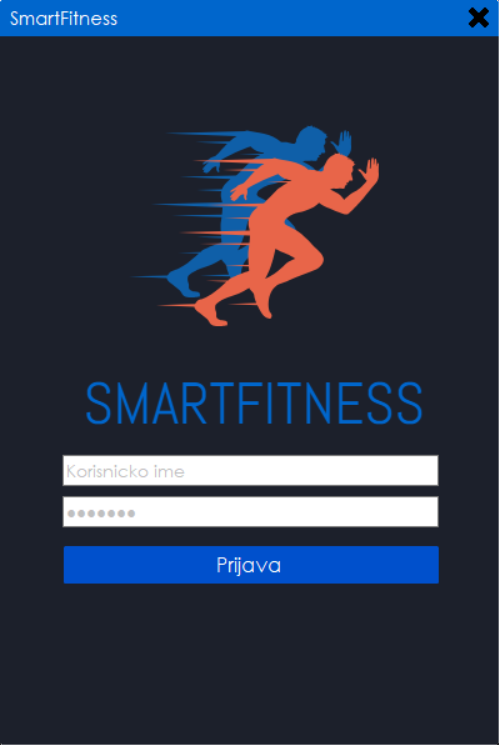 SmartFitness
SMARTFITNESS
Korisnicko ime
●●●●●●●
Prijava